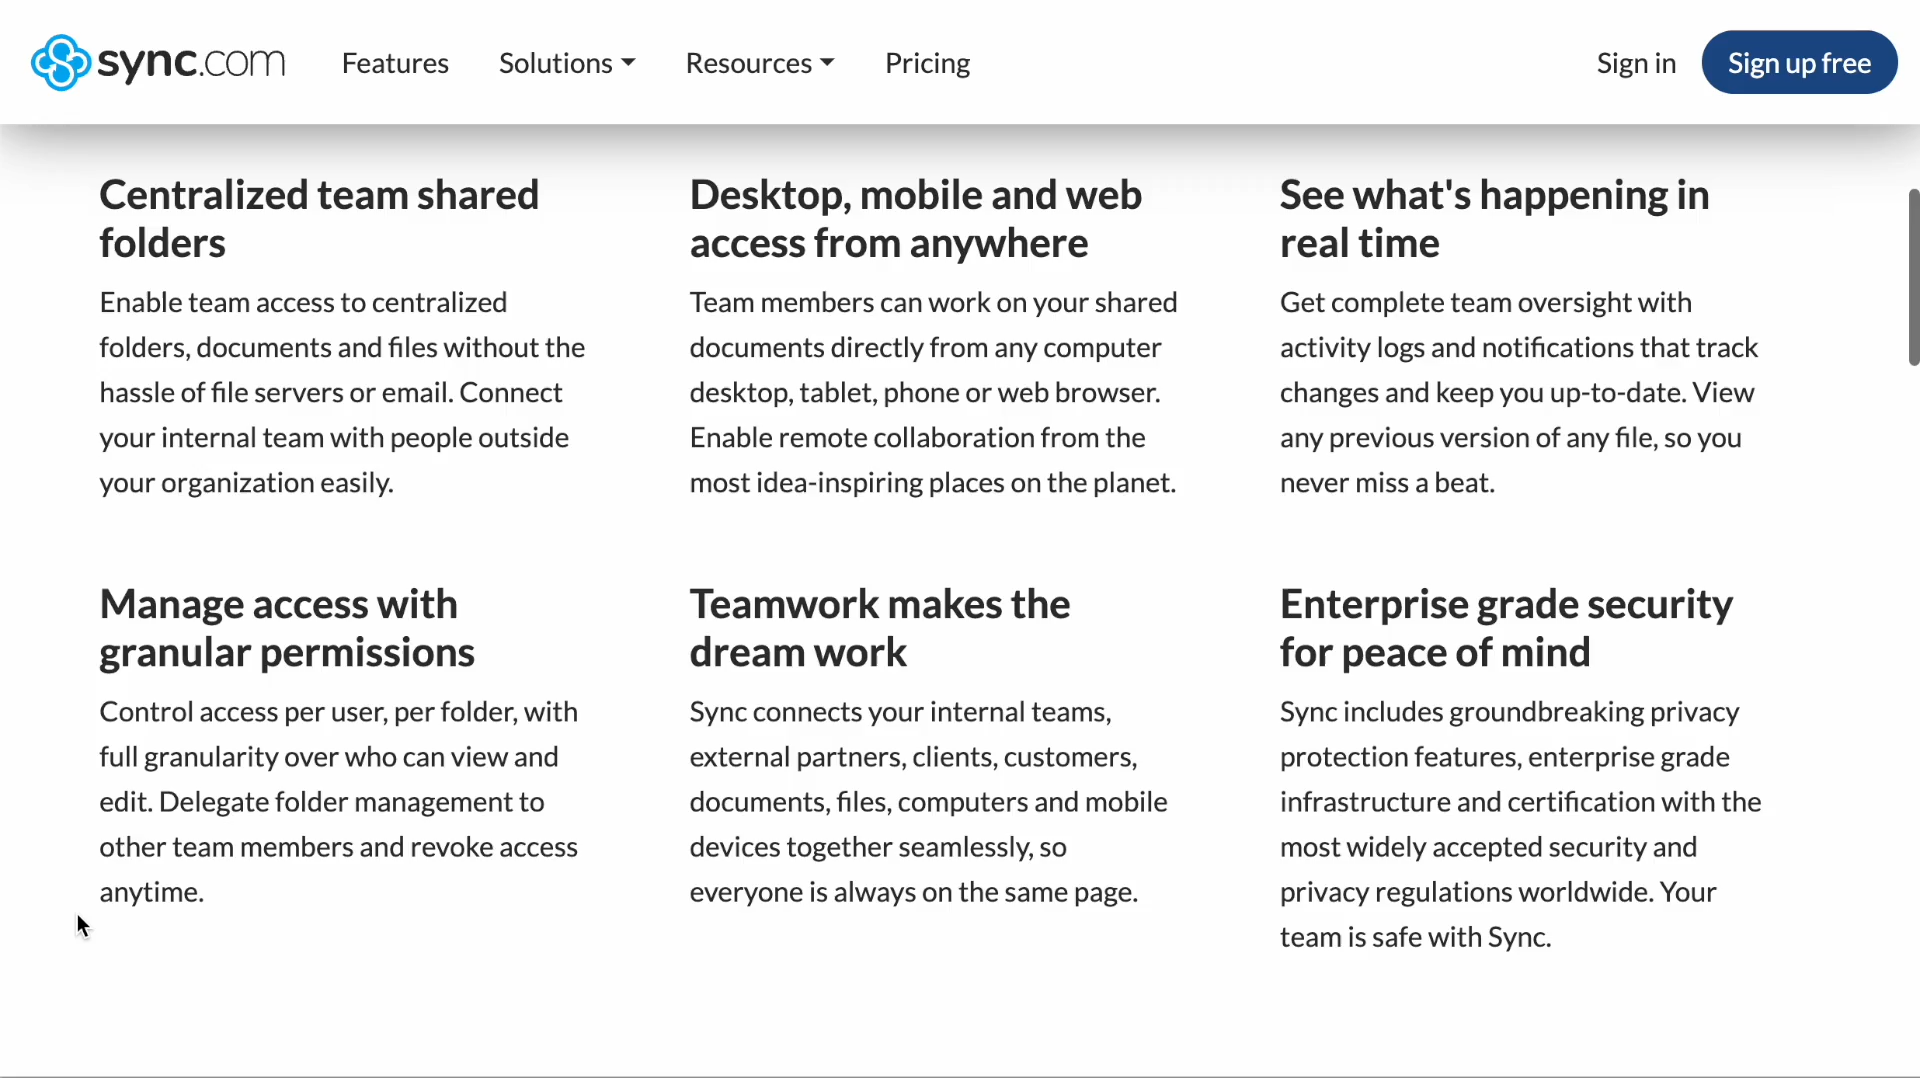 sync.com
Features
Solutions
Resources
Pricing
Sign in
Sign up free
Centralized team shared
folders
Enable team access to centralized
folders, documents and files without the
hassle of file servers or email. Connect
your internal team with people outside
your organization easily.
Desktop, mobile and web
access from anywhere
Team members can work on your shared
documents directly from any computer
desktop, tablet, phone or web browser.
Enable remote collaboration from the
most idea-inspiring places on the planet.
See what's happening in
real time
Get complete team oversight with
activity logs and notifications that track
changes and keep you up-to-date. View
any previous version of any file, so you
never miss a beat.
Manage access with
granular permissions
Control access per user, per folder, with
full granularity over who can view and
edit. Delegate folder management to
other team members and revoke access
anytime.
Teamwork makes the
dream work
Sync connects your internal teams,
external partners, clients, customers,
documents, files, computers and mobile
devices together seamlessly, so
everyone is always on the same page.
Enterprise grade security
for peace of mind
Sync includes groundbreaking privacy
protection features, enterprise grade
infrastructure and certification with the
most widely accepted security and
privacy regulations worldwide. Your
team is safe with Sync.